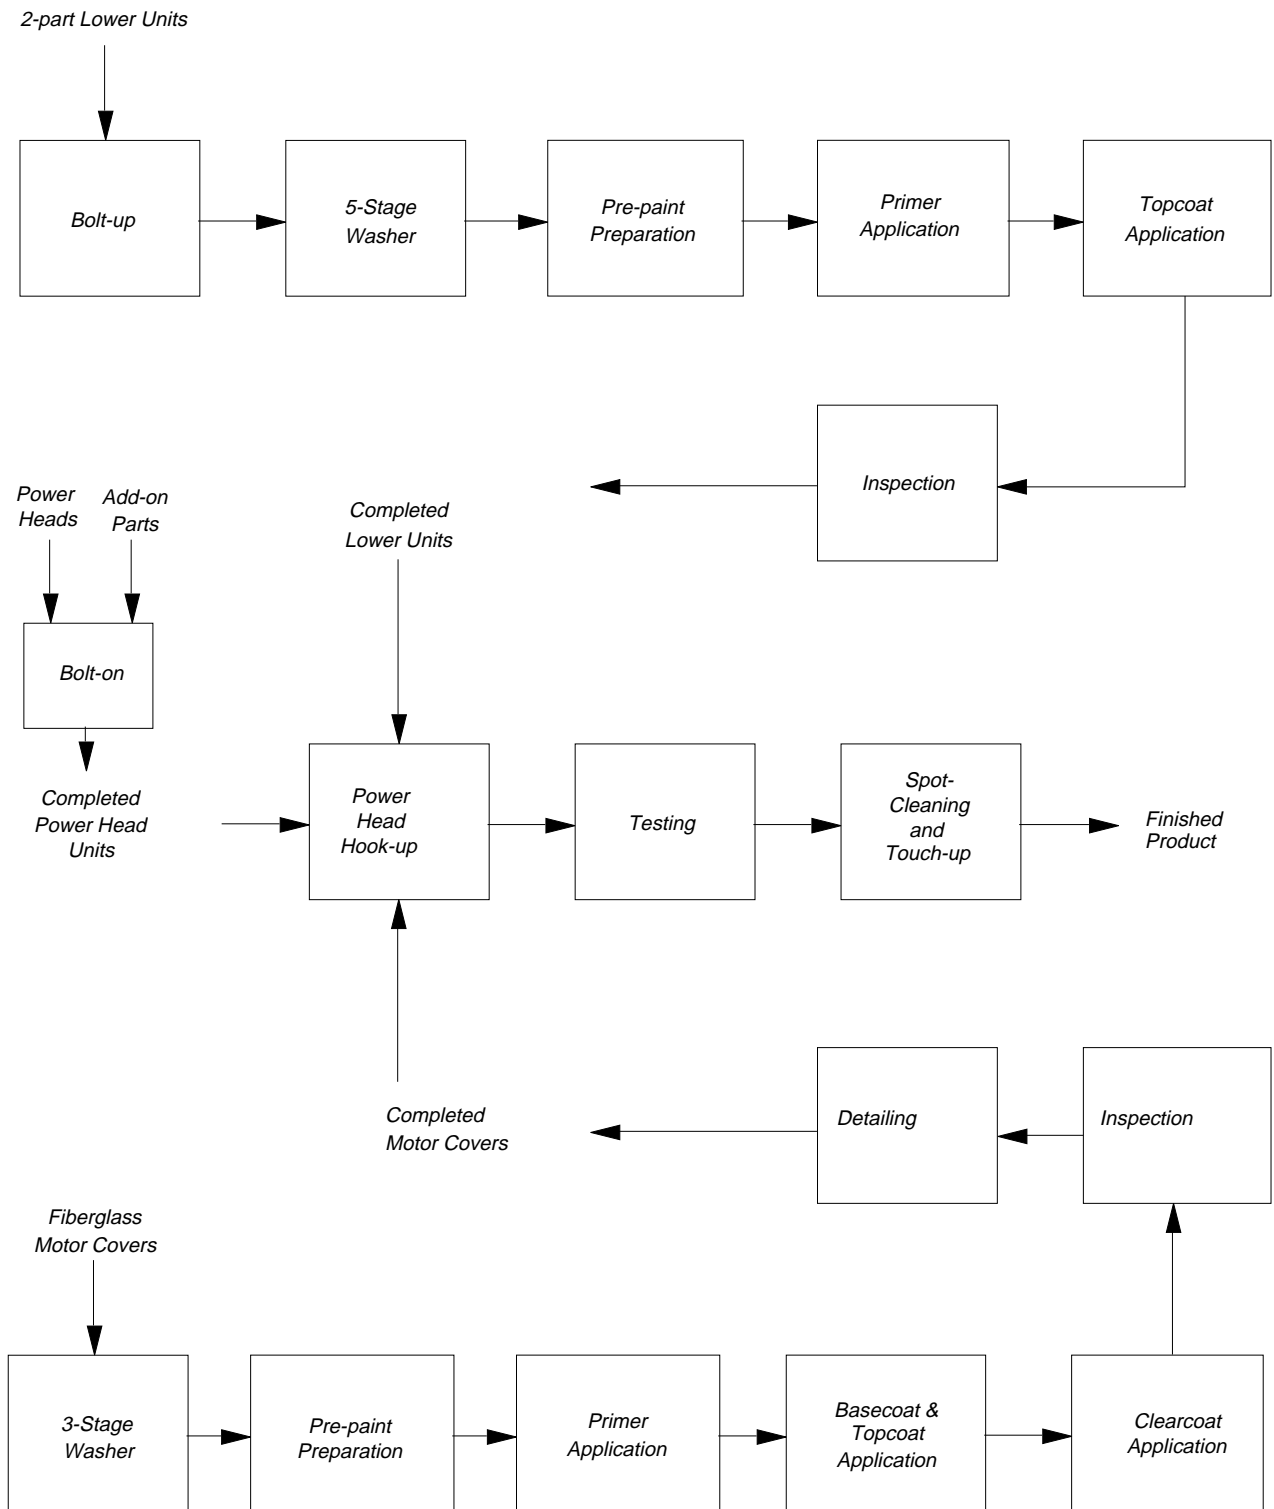 2-part Lower Units
Bolt-up
5-Stage
Washer
Pre-paint
Preparation
Primer
Application
Topcoat
Application
Inspection
Power
Heads
Add-on
Parts
Bolt-on
Completed
Power Head
Units
Completed
Lower Units
Power
Head
Hook-up
Testing
Spot-
Cleaning
and
Touch-up
Finished
Product
Completed
Motor Covers
Detailing
Inspection
Fiberglass
Motor Covers
3-Stage
Washer
Pre-paint
Preparation
Primer
Application
Basecoat &
Topcoat
Application
Clearcoat
Application